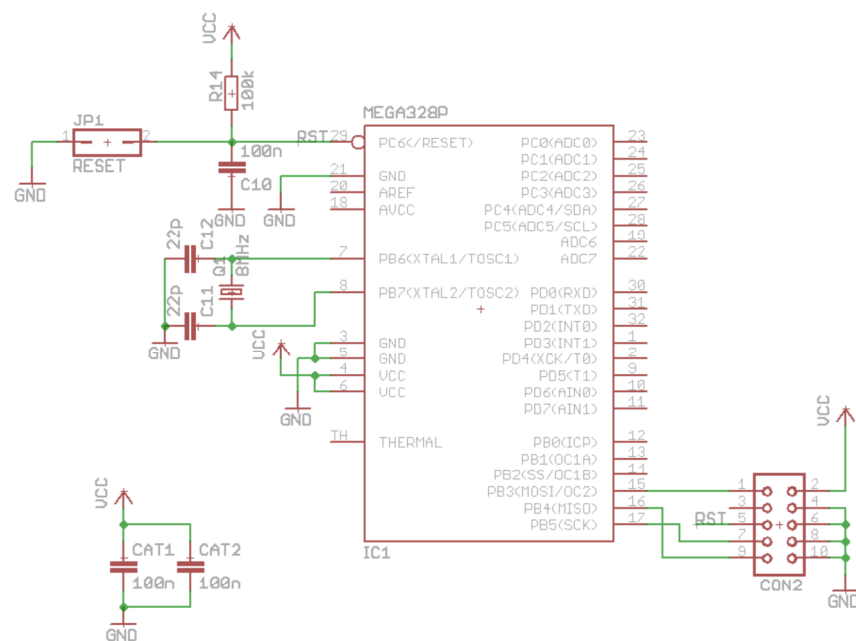 VCC
R14
100k
MEGA328P
JP1
1
2
RESET
GND
RST
29
PC6(/RESET)
100n
C10
GND
21
GND
GND
20
AREF
18
AVCC
PC0(ADC0)
23
PC1(ADC1)
24
PC2(ADC2)
25
PC3(ADC3)
26
PC4(ADC4/SDA)
27
PC5(ADC5/SCL)
28
ADC6
19
ADC7
22
22p
C12
Q1
8MHz
7
PB6(XTAL1/TOSC1)
22p
C11
8
PB7(XTAL2/TOSC2)
GND
VCC
3
GND
5
GND
4
VCC
6
VCC
GND
PD0(RXD)
30
PD1(TXD)
31
PD2(INT0)
32
PD3(INT1)
1
PD4(XCK/T0)
2
PD5(T1)
9
PD6(AIN0)
10
PD7(AIN1)
11
TH
THERMAL
PB0(ICP)
12
PB1(OC1A)
13
PB2(SS/OC1B)
14
PB3(MOSI/OC2)
15
PB4(MISO)
16
PB5(SCK)
17
IC1
VCC
1
2
3
4
RST
5
6
7
8
9
10
CON2
GND
VCC
CAT1
CAT2
100n
100n
GND